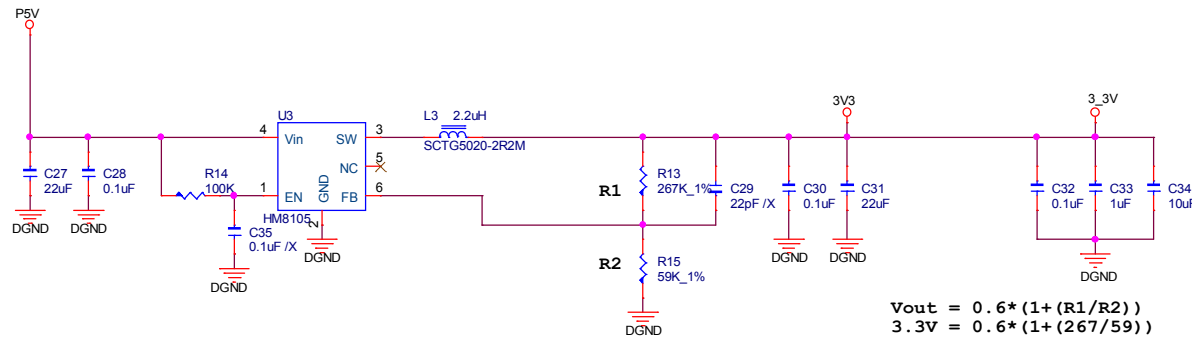 P5V
U3
4
Vin
SW
3
NC
5
1
EN
FB
6
GND
2
HM8105
L3 2.2uH
SCTG5020-2R2M
3V3
3_3V
C27
22uF
C28
0.1uF
R14
100K
C35
0.1uF /X
R1
R13
267K_1%
C29
22pF /X
C30
0.1uF
C31
22uF
C32
0.1uF
C33
1uF
C34
10uF
R2
R15
59K_1%
DGND
DGND
DGND
DGND
DGND
DGND
DGND
DGND
Vout = 0.6*(1+(R1/R2))
3.3V = 0.6*(1+(267/59))